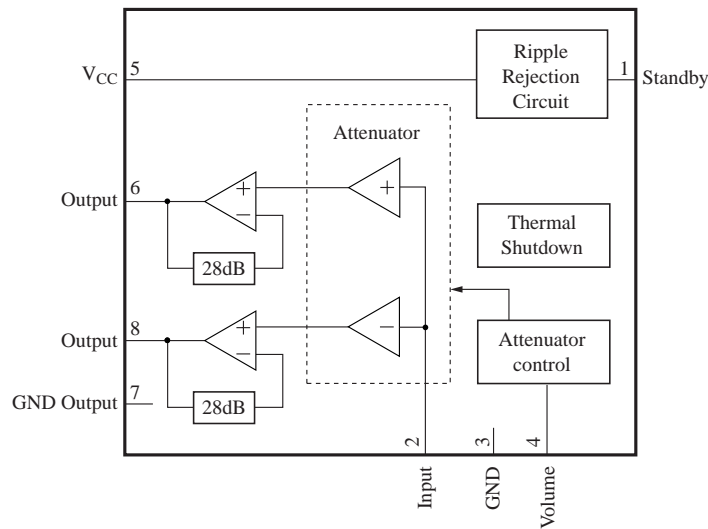 Ripple
Rejection
Circuit
V_CC
5
1
Standby
Attenuator
Output
6
+
+
−
28dB
Thermal
Shutdown
Output
8
+
−
−
28dB
Attenuator
control
GND Output
7
2
3
4
Input
GND
Volume